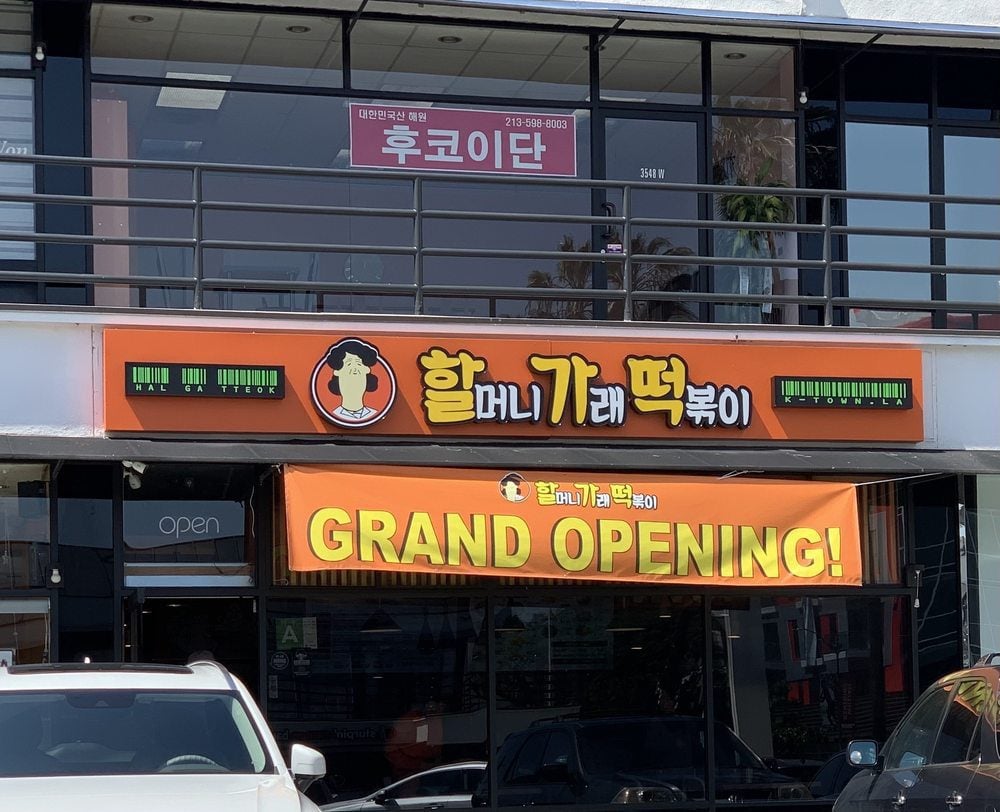 대한민국산 해원 213-598-8003
후코이단
3548 W
HAL GA TTEOK
할머니가래떡볶이
K-TOWN.LA
할머니가래떡볶이
GRAND OPENING!
open
A